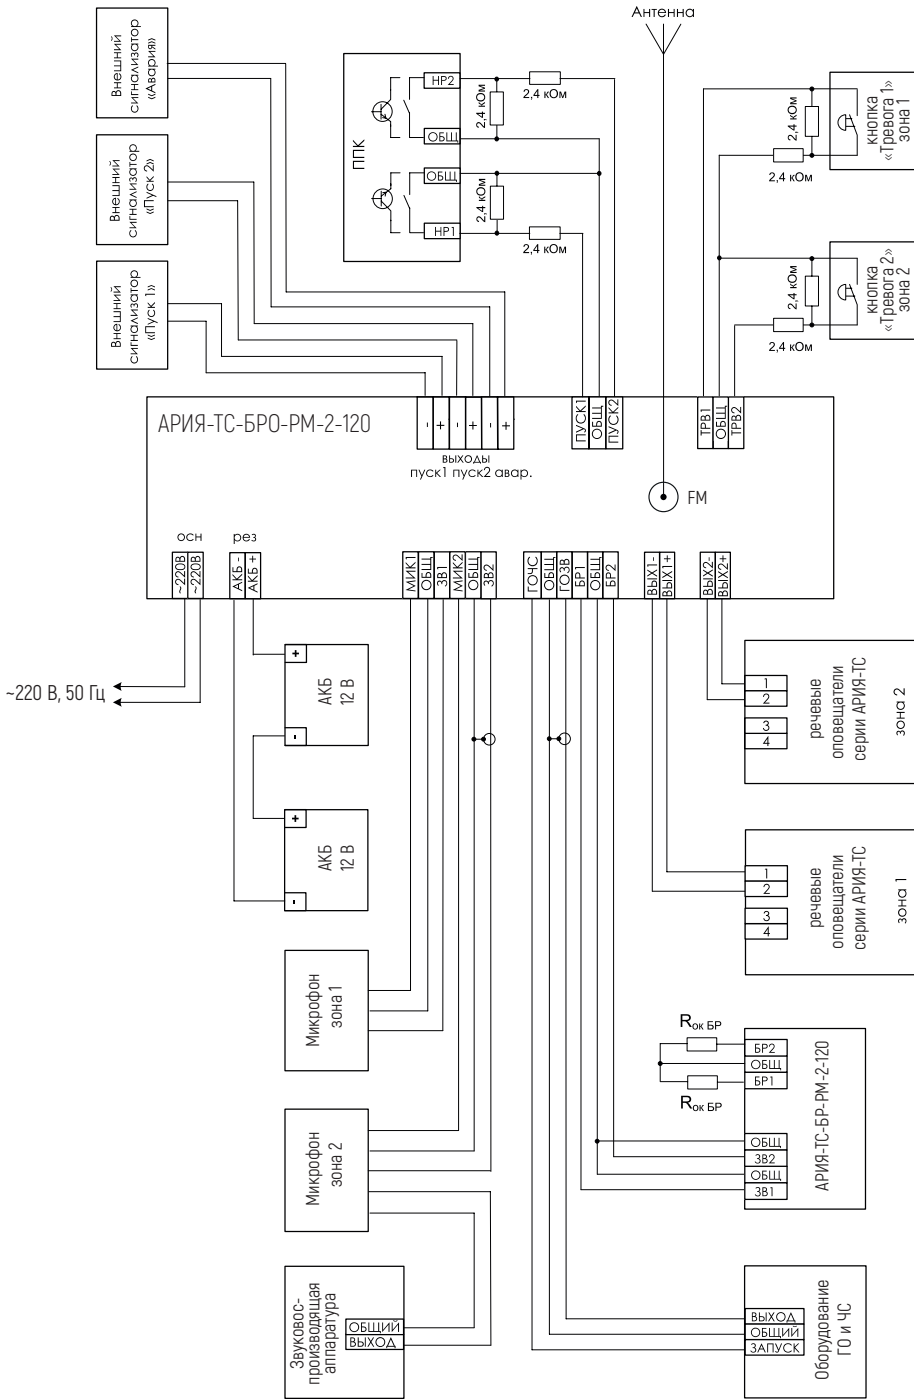 Антенна
Внешний
сигнализатор
«Авария»
Внешний
сигнализатор
«Пуск 2»
Внешний
сигнализатор
«Пуск 1»
ППК
НР2
ОБЩ
ОБЩ
НР1
2,4 кОм
2,4 кОм
2,4 кОм
2,4 кОм
2,4 кОм
2,4 кОм
кнопка
«Тревога 1»
зона 1
2,4 кОм
2,4 кОм
кнопка
«Тревога 2»
зона 2
АРИЯ-ТС-БРО-РМ-2-120
-
+
-
+
-
+
выходы
пуск1 пуск2 авар.
ПУСК1
ОБЩ
ПУСК2
ТРВ1
ОБЩ
ТРВ2
FM
осн
рез
~220В
~220В
АКБ -
АКБ +
МИК1
ОБЩ
ЗВ1
МИК2
ОБЩ
ЗВ2
ГОЧС
ОБЩ
ГОЗВ
БР1
ОБЩ
БР2
ВЫХ1-
ВЫХ1+
ВЫХ2-
ВЫХ2+
~220 В, 50 Гц
+
-
АКБ
12 В
+
-
АКБ
12 В
1
2
3
4
речевые
оповещатели
серии АРИЯ-ТС
зона 2
1
2
3
4
речевые
оповещатели
серии АРИЯ-ТС
зона 1
Микрофон
зона 1
Rок БР
Rок БР
БР2
ОБЩ
БР1
ОБЩ
ЗВ2
ОБЩ
ЗВ1
АРИЯ-ТС-БР-РМ-2-120
Микрофон
зона 2
Звуковос-
производящая
аппаратура
ОБЩИЙ
ВЫХОД
ВЫХОД
ОБЩИЙ
ЗАПУСК
Оборудование
ГО и ЧС